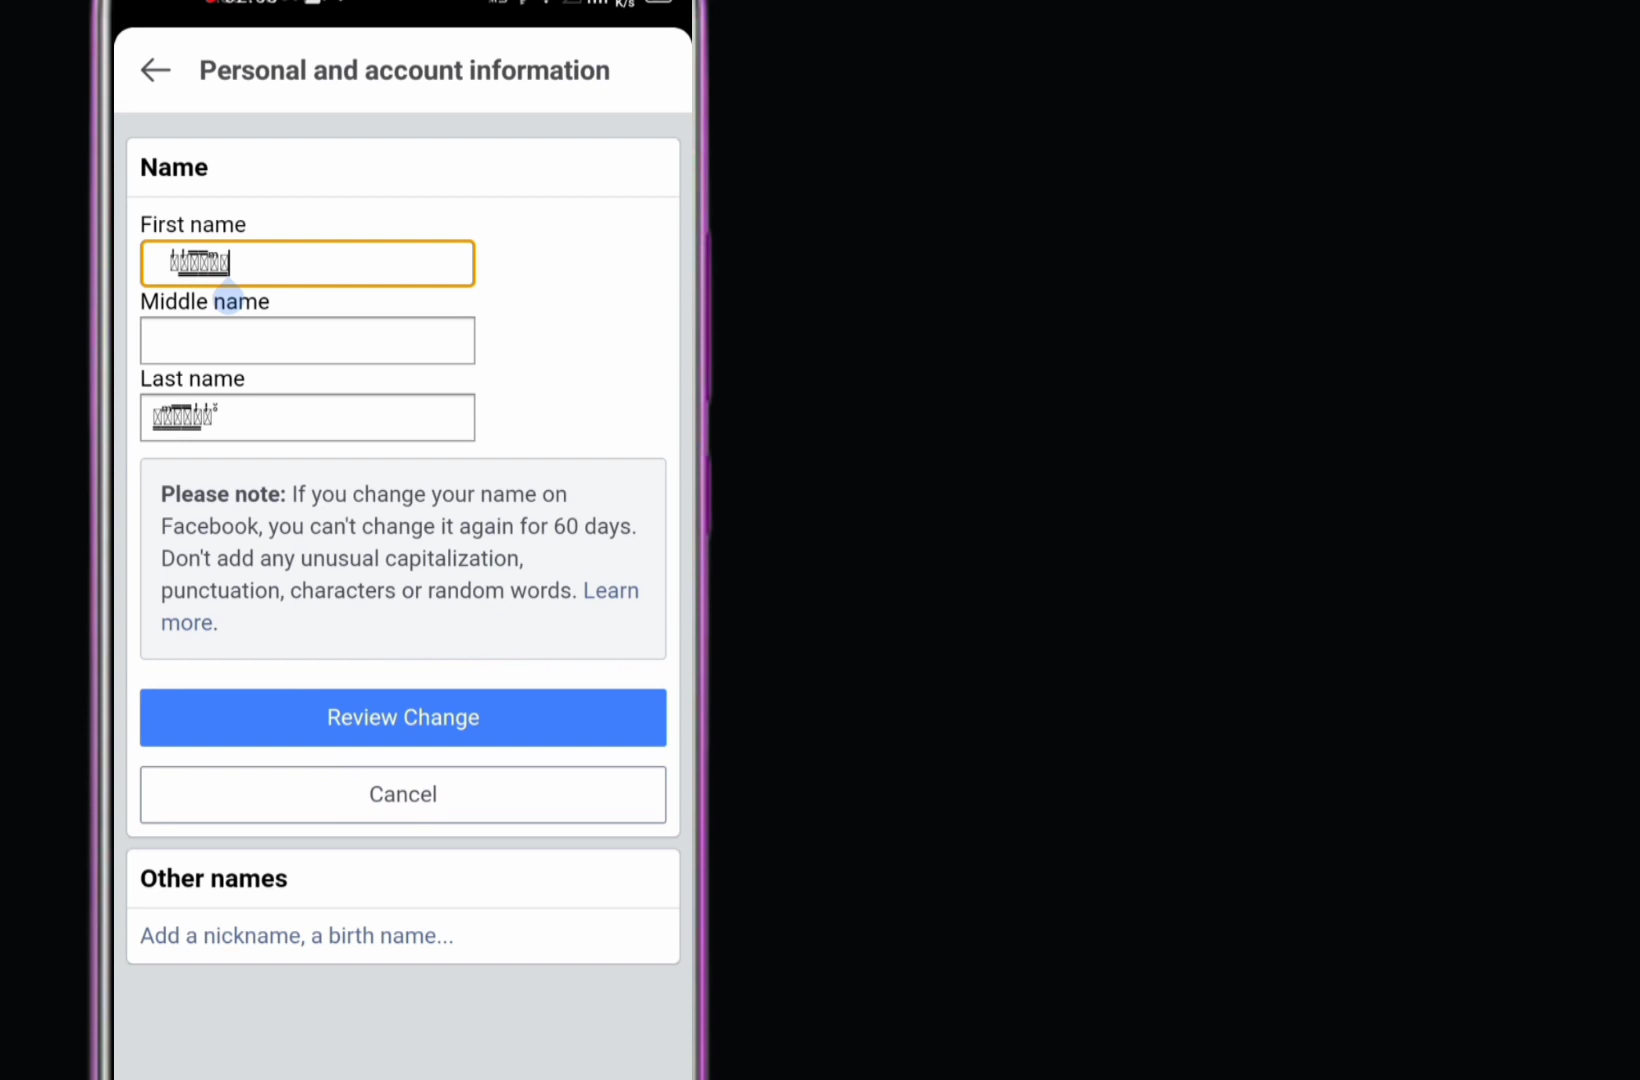 Personal and account information
Name
First name
Middle name
Last name
Please note: If you change your name on
Facebook, you can't change it again for 60 days.
Don't add any unusual capitalization,
punctuation, characters or random words. Learn
more.
Review Change
Cancel
Other names
Add a nickname, a birth name...